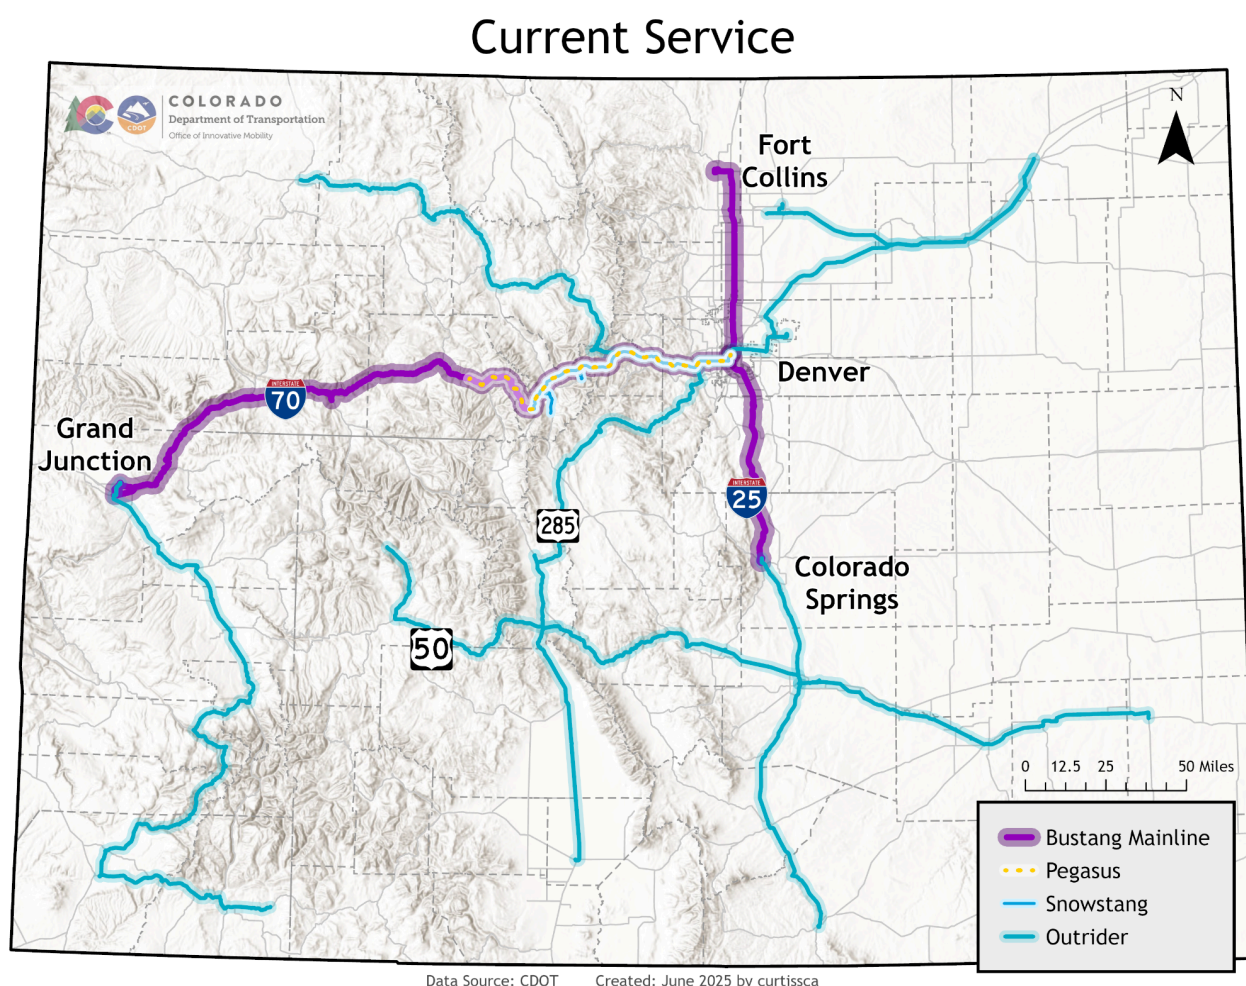 Current Service
COLORADO
Department of Transportation
Office of Innovative Mobility
CDOT
N
Fort
Collins
Denver
INTERSTATE
70
Grand
Junction
INTERSTATE
25
285
Colorado
Springs
50
0 12.5 25 50 Miles
Bustang Mainline
Pegasus
Snowstang
Outrider
Data Source: CDOT Created: June 2025 by curtissca